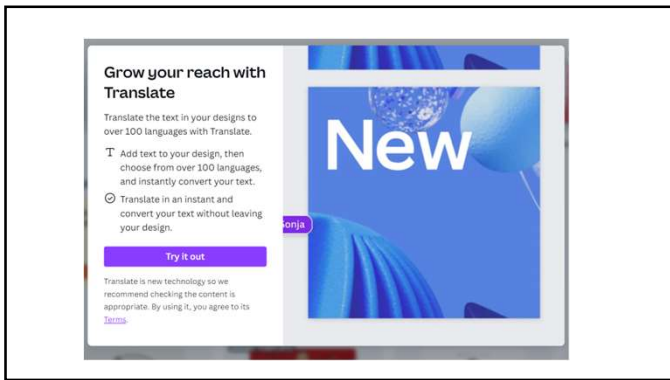 Grow your reach with
Translate
Translate the text in your designs to
over 100 languages with Translate.
T Add text to your design, then
choose from over 100 languages,
and instantly convert your text.
Translate in an instant and
convert your text without leaving
your design.
Try it out
Translate is new technology so we
recommend checking the content is
appropriate. By using it, you agree to its
Terms.
New
onja